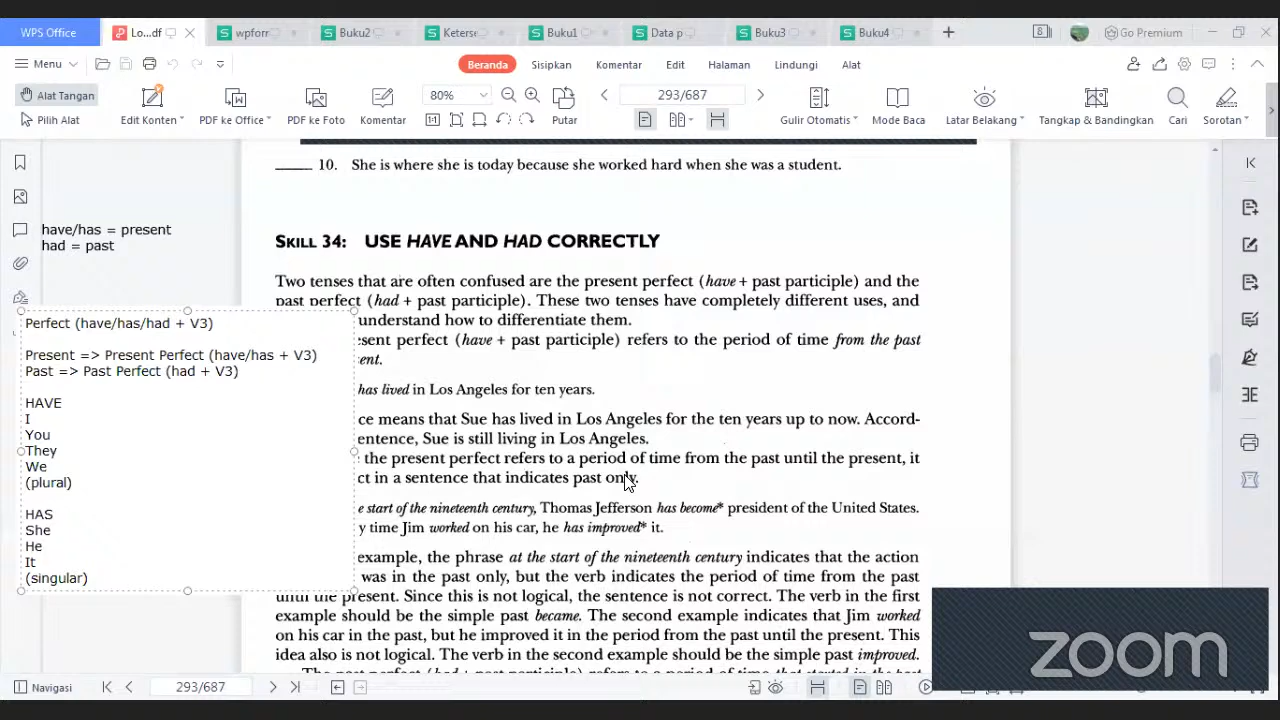 WPS Office
Lo...df
wpforr
Buku2
Keterse
Buku1
Data p
Buku3
Buku4
Go Premium
Menu
Beranda
Sisipkan
Komentar
Edit
Halaman
Lindungi
Alat
Alat Tangan
Pilih Alat
Edit Konten
PDF ke Office
PDF ke Foto
Komentar
80%
Putar
293/687
Gulir Otomatis
Mode Baca
Latar Belakang
Tangkap & Bandingkan
Cari
Sorotan
10. She is where she is today because she worked hard when she was a student.
have/has = present
had = past
SKILL 34: USE HAVE AND HAD CORRECTLY
Two tenses that are often confused are the present perfect (have + past participle) and the
past perfect (had + past participle). These two tenses have completely different uses, and
understand how to differentiate them.
sent perfect (have + past participle) refers to the period of time from the past
ent.
has lived in Los Angeles for ten years.
ce means that Sue has lived in Los Angeles for the ten years up to now. Accord-
entence, Sue is still living in Los Angeles.
the present perfect refers to a period of time from the past until the present, it
ct in a sentence that indicates past only.
e start of the nineteenth century, Thomas Jefferson has become* president of the United States.
y time Jim worked on his car, he has improved* it.
example, the phrase at the start of the nineteenth century indicates that the action
was in the past only, but the verb indicates the period of time from the past
until the present. Since this is not logical, the sentence is not correct. The verb in the first
example should be the simple past became. The second example indicates that Jim worked
on his car in the past, but he improved it in the period from the past until the present. This
idea also is not logical. The verb in the second example should be the simple past improved.
The past perfect (had + past participle) refers to a period of time that started in the past
Perfect (have/has/had + V3)
Present => Present Perfect (have/has + V3)
Past => Past Perfect (had + V3)
HAVE
I
You
They
We
(plural)
HAS
She
He
It
(singular)
zoom
Navigasi
293/687